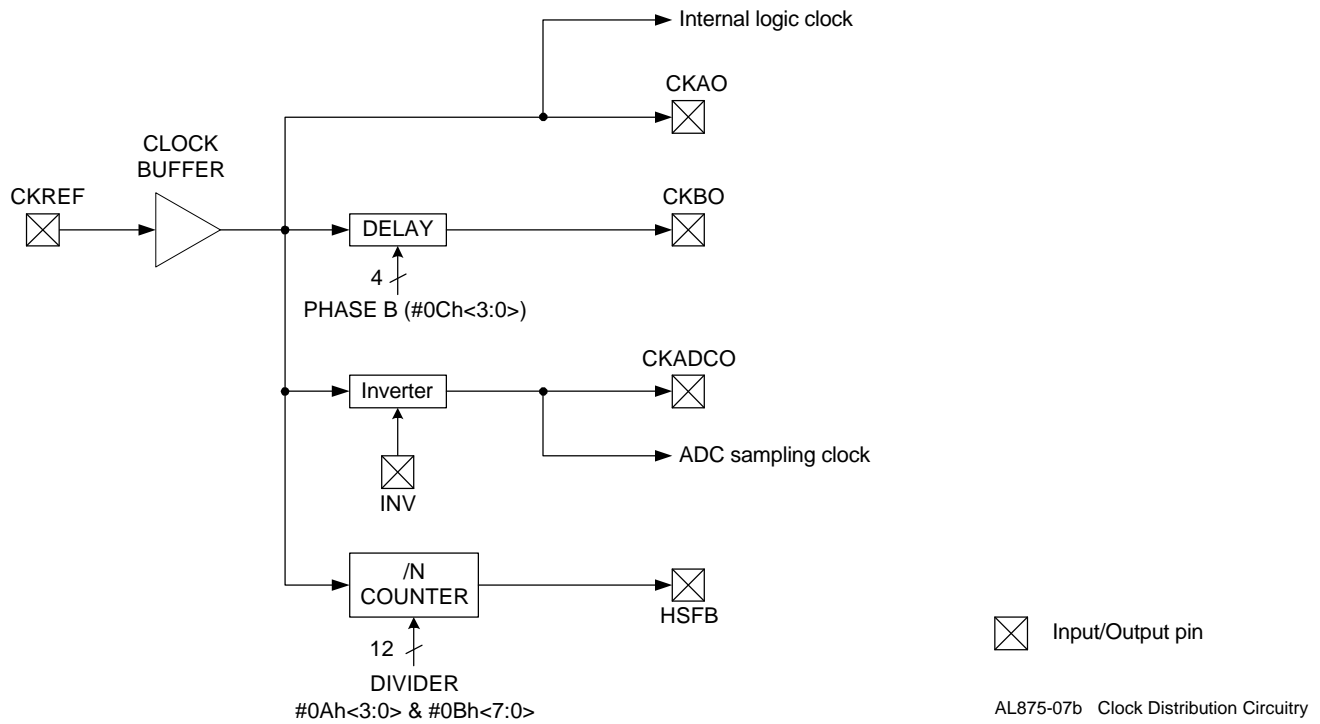 Internal logic clock
CKAO
CLOCK
BUFFER
CKREF
CKBO
DELAY
4
PHASE B (#0Ch<3:0>)
CKADCO
Inverter
ADC sampling clock
INV
/N
COUNTER
HSFB
Input/Output pin
12
DIVIDER
#0Ah<3:0> & #0Bh<7:0>
AL875-07b Clock Distribution Circuitry